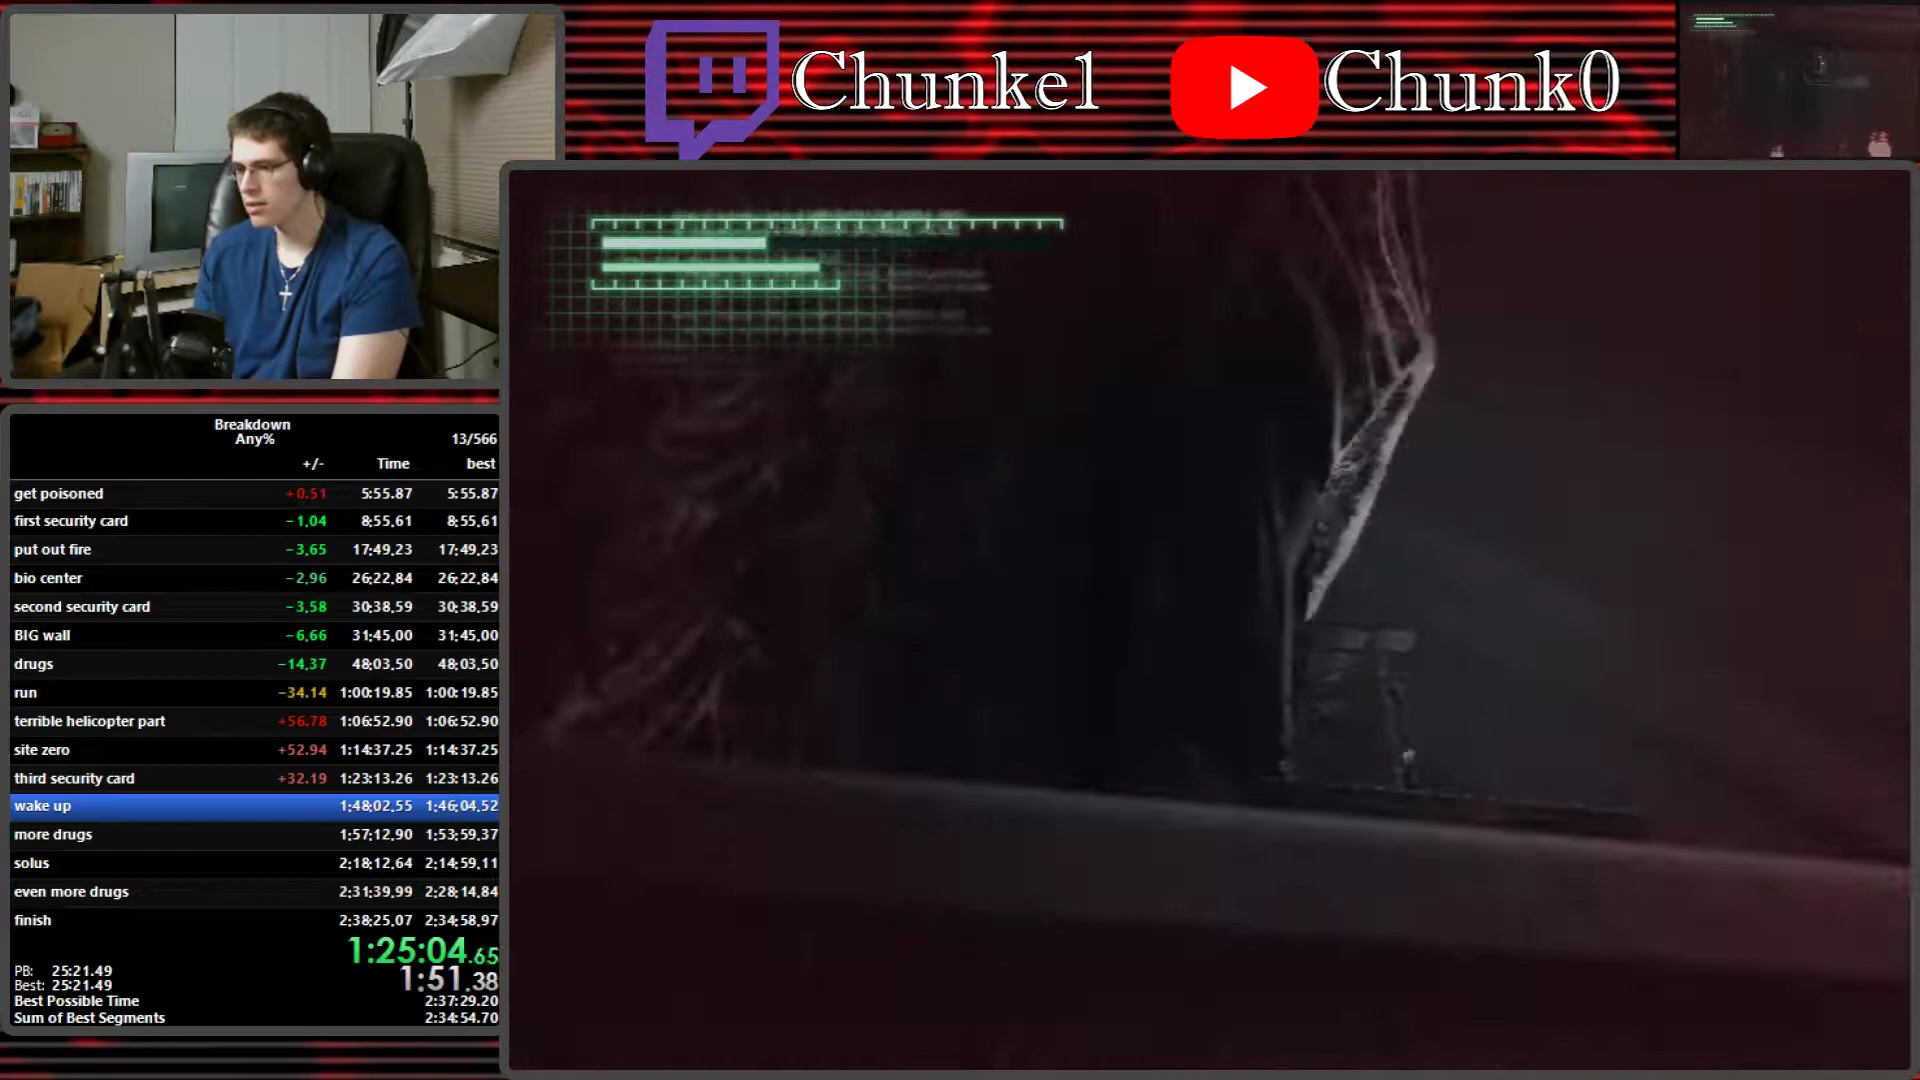 Chunke1
Chunk0
Breakdown
Any% 13/566
+/- Time best
get poisoned +0.51 5:55.87 5:55.87
first security card −1.04 8:55.61 8:55.61
put out fire −3.65 17:49.23 17:49.23
bio center −2.96 26:22.84 26:22.84
second security card −3.58 30:38.59 30:38.59
BIG wall −6.66 31:45.00 31:45.00
drugs −14.37 48:03.50 48:03.50
run −34.14 1:00:19.85 1:00:19.85
terrible helicopter part +56.78 1:06:52.90 1:06:52.90
site zero +52.94 1:14:37.25 1:14:37.25
third security card +32.19 1:23:13.26 1:23:13.26
wake up 1:48:02.55 1:46:04.52
more drugs 1:57:12.90 1:53:59.37
solus 2:18:12.64 2:14:59.11
even more drugs 2:31:39.99 2:28:14.84
finish 2:38:25.07 2:34:58.97
1:25:04.65
PB: 25:21.49
1:51.38
Best: 25:21.49
Best Possible Time 2:37:29.20
Sum of Best Segments 2:34:54.70